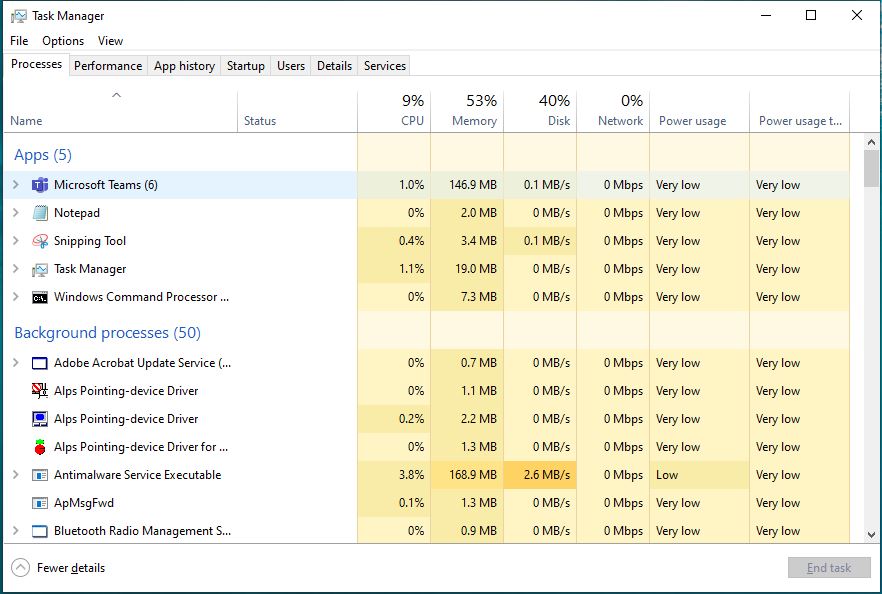 Task Manager
File Options View
Processes Performance App history Startup Users Details Services
9% 53% 40% 0%
Name Status CPU Memory Disk Network Power usage Power usage t...
Apps (5)
Microsoft Teams (6) 1.0% 146.9 MB 0.1 MB/s 0 Mbps Very low Very low
Notepad 0% 2.0 MB 0 MB/s 0 Mbps Very low Very low
Snipping Tool 0.4% 3.4 MB 0.1 MB/s 0 Mbps Very low Very low
Task Manager 1.1% 19.0 MB 0 MB/s 0 Mbps Very low Very low
Windows Command Processor ... 0% 7.3 MB 0 MB/s 0 Mbps Very low Very low
Background processes (50)
Adobe Acrobat Update Service (... 0% 0.7 MB 0 MB/s 0 Mbps Very low Very low
Alps Pointing-device Driver 0% 1.1 MB 0 MB/s 0 Mbps Very low Very low
Alps Pointing-device Driver 0.2% 2.2 MB 0 MB/s 0 Mbps Very low Very low
Alps Pointing-device Driver for ... 0% 1.3 MB 0 MB/s 0 Mbps Very low Very low
Antimalware Service Executable 3.8% 168.9 MB 2.6 MB/s 0 Mbps Low Very low
ApMsgFwd 0.1% 1.3 MB 0 MB/s 0 Mbps Very low Very low
Bluetooth Radio Management S... 0% 0.9 MB 0 MB/s 0 Mbps Very low Very low
Fewer details End task